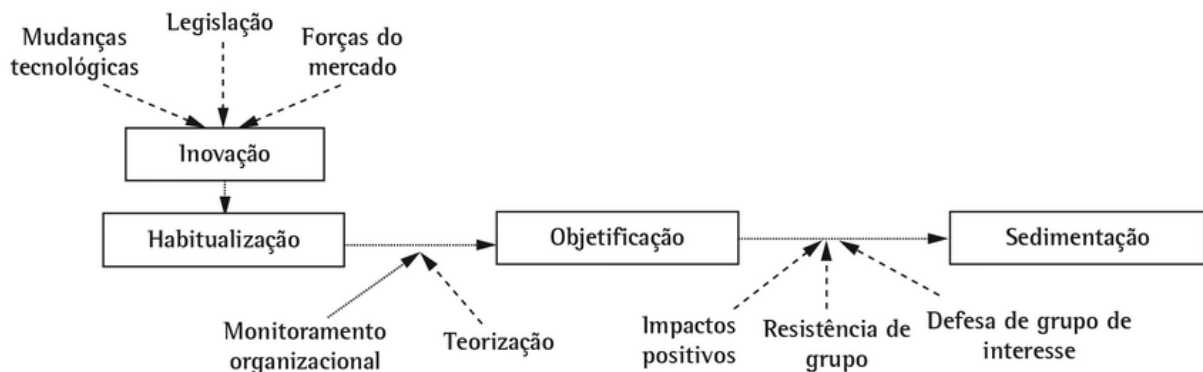 Legislação
Mudanças
tecnológicas
Forças do
mercado
Inovação
Habitualização
Objetificação
Sedimentação
Monitoramento
organizacional
Teorização
Impactos
positivos
Resistência de
grupo
Defesa de grupo de
interesse